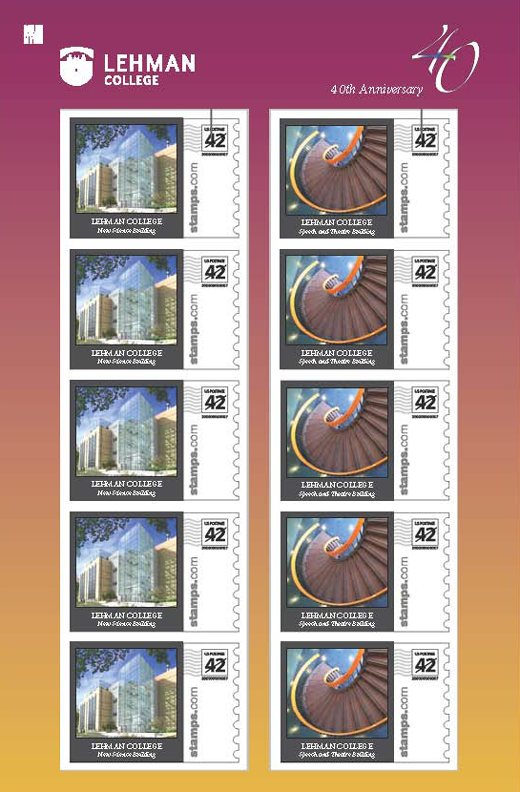 LEHMAN
COLLEGE
40
40th Anniversary
US POSTAGE
42
stamps.com
LEHMAN COLLEGE
New Science Building
US POSTAGE
42
stamps.com
LEHMAN COLLEGE
Speech and Theatre Building
US POSTAGE
42
stamps.com
LEHMAN COLLEGE
New Science Building
US POSTAGE
42
stamps.com
LEHMAN COLLEGE
Speech and Theatre Building
US POSTAGE
42
stamps.com
LEHMAN COLLEGE
New Science Building
US POSTAGE
42
stamps.com
LEHMAN COLLEGE
Speech and Theatre Building
US POSTAGE
42
stamps.com
LEHMAN COLLEGE
New Science Building
US POSTAGE
42
stamps.com
LEHMAN COLLEGE
Speech and Theatre Building
US POSTAGE
42
stamps.com
LEHMAN COLLEGE
New Science Building
US POSTAGE
42
stamps.com
LEHMAN COLLEGE
Speech and Theatre Building